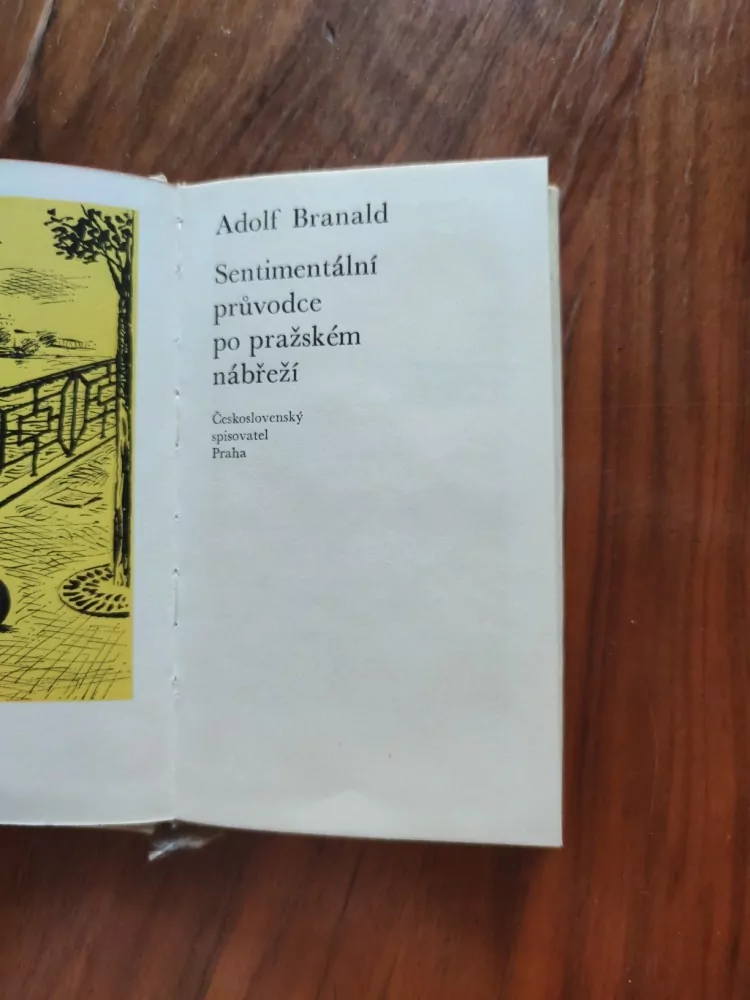 Adolf Branald
Sentimentální
průvodce
po pražském
nábřeží
Československý
spisovatel
Praha